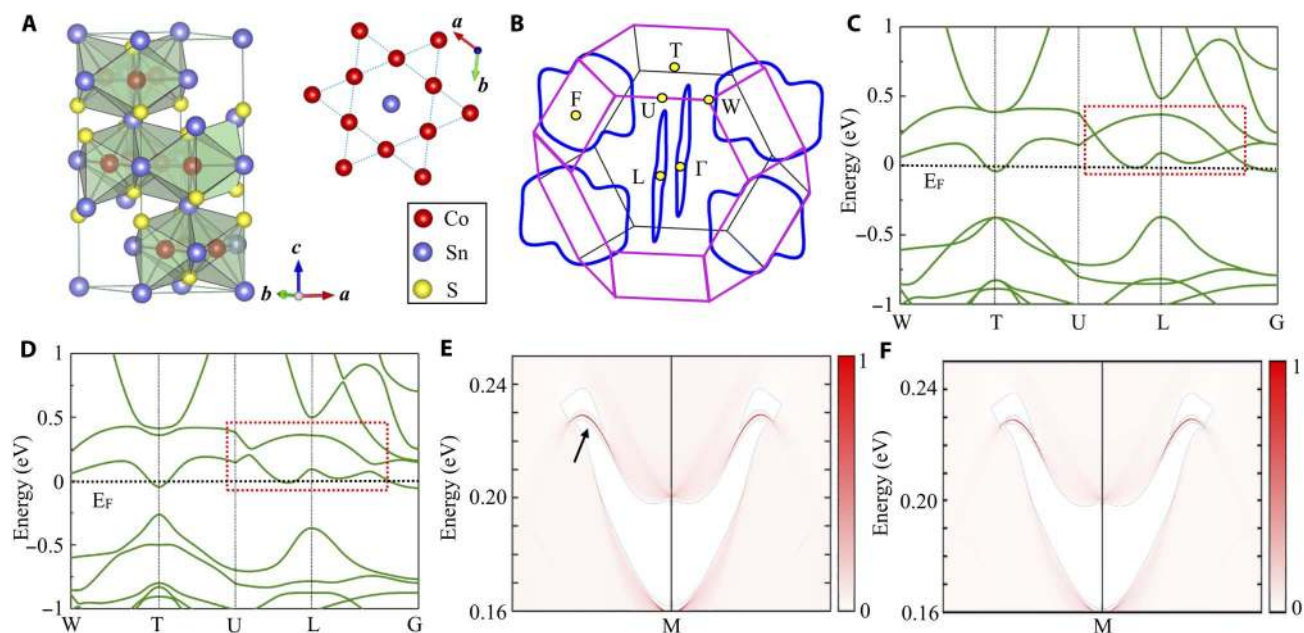 A
a
b
Co
Sn
S
c
b
a
B
T
F
U
W
L
Γ
C
Energy (eV)
1
0.5
0
−0.5
−1
E_F
W T U L G
D
Energy (eV)
1
0.5
0
−0.5
−1
E_F
W T U L G
E
Energy (eV)
0.24
0.20
0.16
M
1
0
F
Energy (eV)
0.24
0.20
0.16
M
1
0